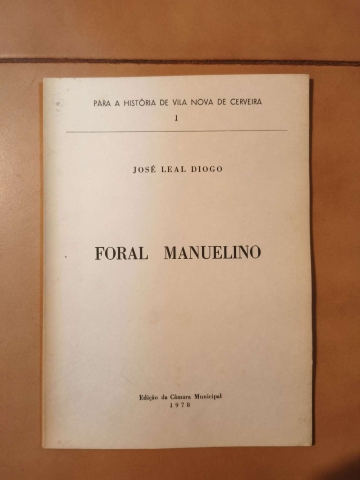 PARA A HISTÓRIA DE VILA NOVA DE CERVEIRA
1
JOSÉ LEAL DIOGO
FORAL MANUELINO
Edição da Câmara Municipal
1978